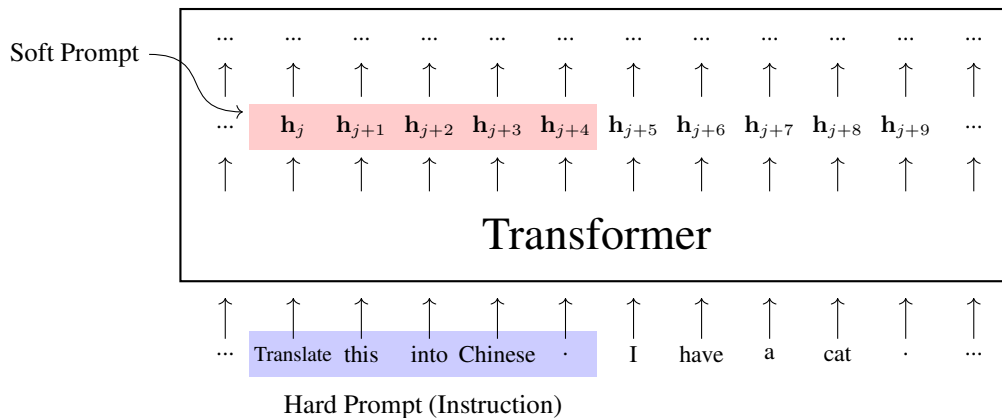 ... ... ... ... ... ... ... ... ... ... ... ...
Soft Prompt
... h_j h_{j+1} h_{j+2} h_{j+3} h_{j+4} h_{j+5} h_{j+6} h_{j+7} h_{j+8} h_{j+9} ...
Transformer
... Translate this into Chinese . I have a cat . ...
Hard Prompt (Instruction)